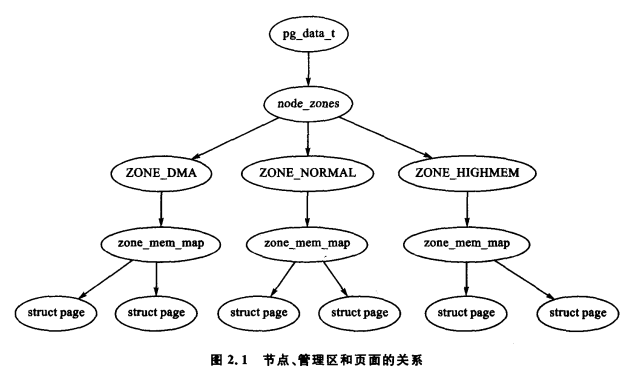 pg_data_t
node_zones
ZONE_DMA ZONE_NORMAL ZONE_HIGHMEM
zone_mem_map zone_mem_map zone_mem_map
struct page struct page struct page struct page struct page struct page
图 2.1 节点、管理区和页面的关系